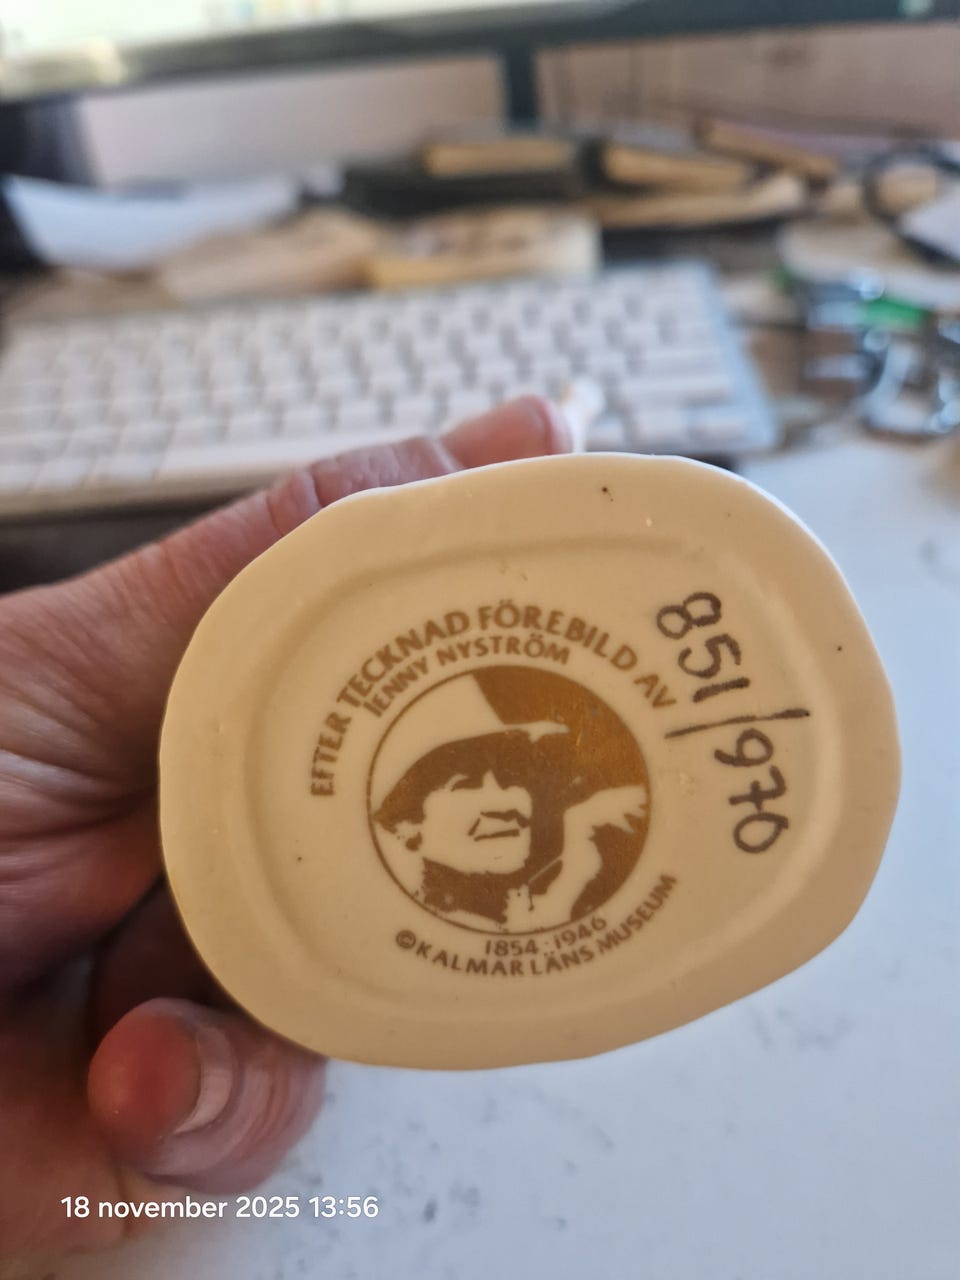 EFTER TECKNAD FÖREBILD AV
JENNY NYSTRÖM
1854-1946
©KALMAR LÄNS MUSEUM
851/970
18 november 2025 13:56